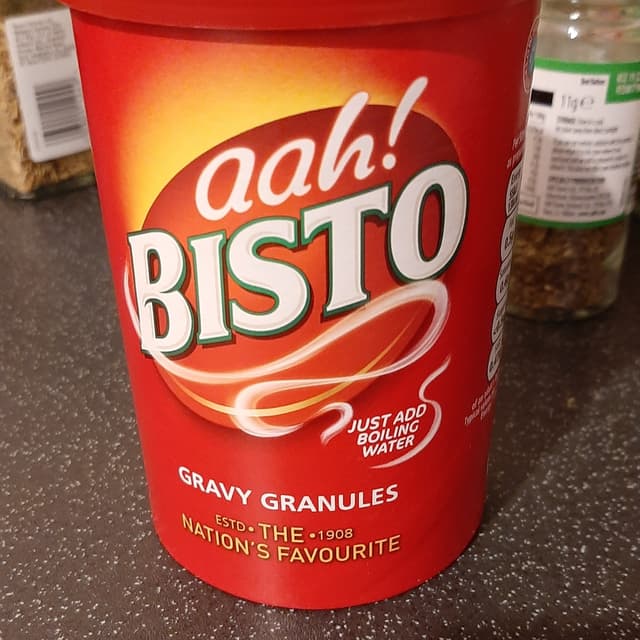 aah!
BISTO
JUST ADD
BOILING
WATER
GRAVY GRANULES
ESTD • THE • 1908
NATION'S FAVOURITE
11g e